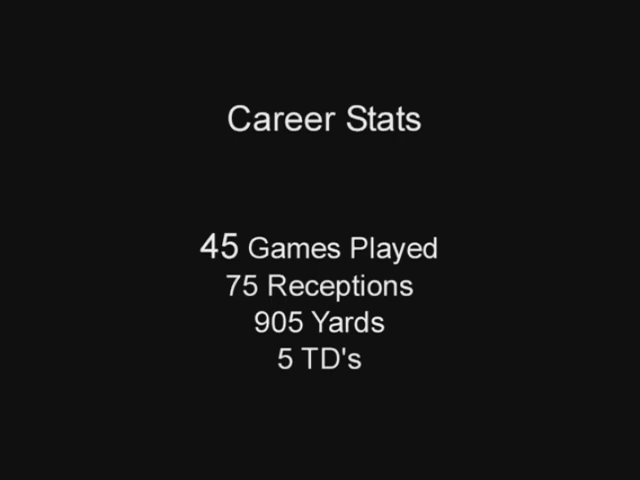 Career Stats
45 Games Played
75 Receptions
905 Yards
5 TD's